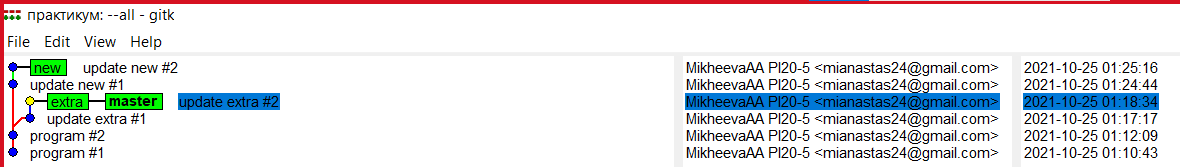 практикум: --all - gitk
File Edit View Help
new update new #2 MikheevaAA PI20-5 <mianastas24@gmail.com> 2021-10-25 01:25:16
update new #1 MikheevaAA PI20-5 <mianastas24@gmail.com> 2021-10-25 01:24:44
extra master update extra #2 MikheevaAA PI20-5 <mianastas24@gmail.com> 2021-10-25 01:18:34
update extra #1 MikheevaAA PI20-5 <mianastas24@gmail.com> 2021-10-25 01:17:17
program #2 MikheevaAA PI20-5 <mianastas24@gmail.com> 2021-10-25 01:12:09
program #1 MikheevaAA PI20-5 <mianastas24@gmail.com> 2021-10-25 01:10:43